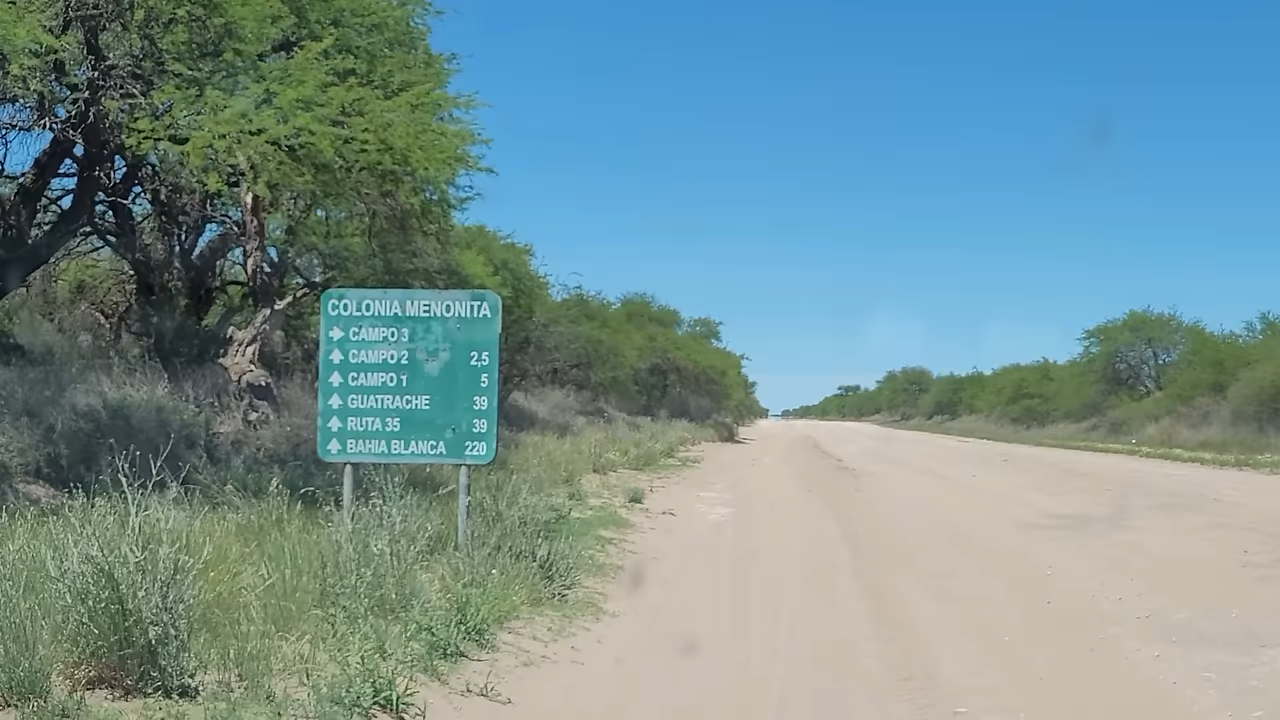 COLONIA MENONITA
→ CAMPO 3
↑ CAMPO 2 2,5
↑ CAMPO 1 5
↑ GUATRACHE 39
↑ RUTA 35 39
↑ BAHIA BLANCA 220